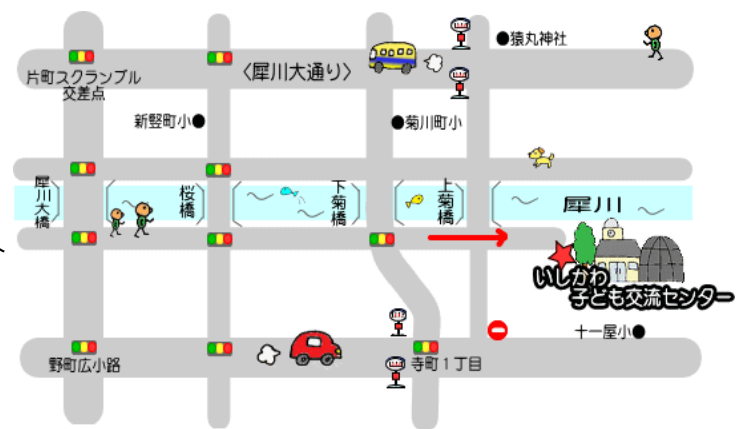 ●猿丸神社
片町スクランブル
交差点
〈犀川大通り〉
新竪町小●
●菊川町小
犀川大橋
桜橋
下菊橋
上菊橋
犀川
いしかわ
子ども交流センター
十一屋小●
野町広小路
寺町1丁目